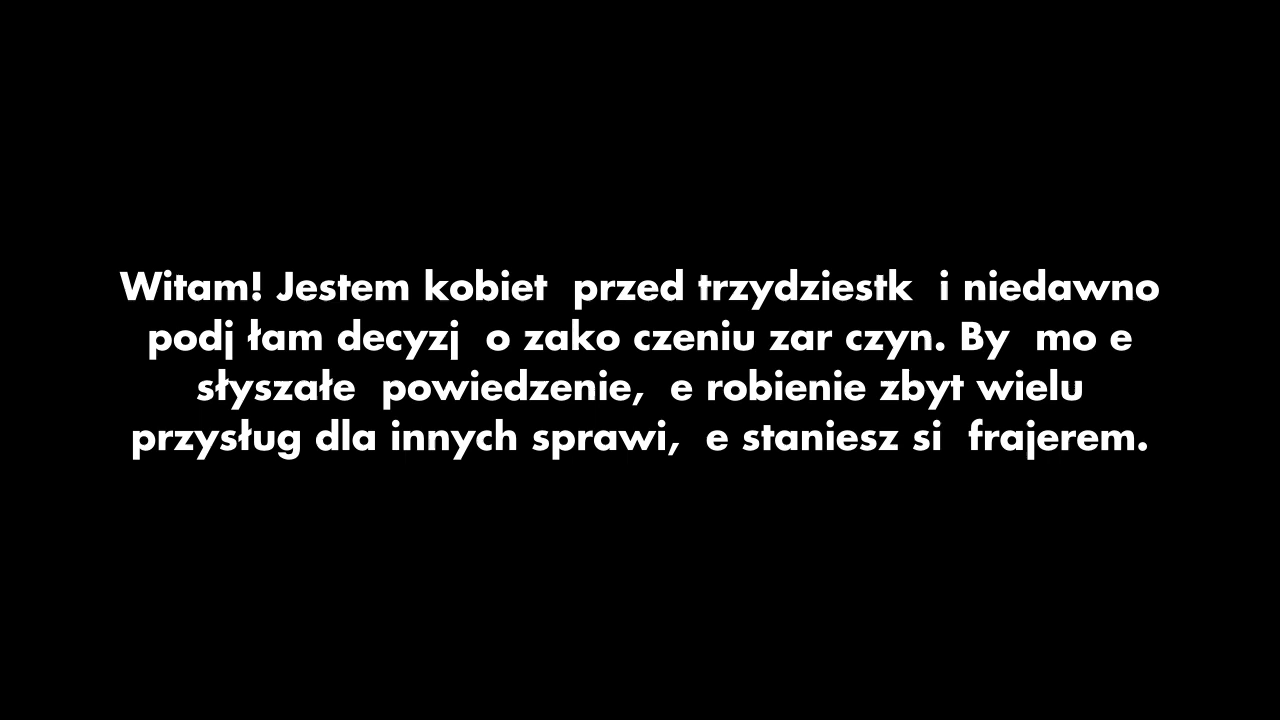 Witam! Jestem kobiet  przed trzydziestk  i niedawno
podj łam decyzj  o zako czeniu zar czyn. By  mo e
słyszałe  powiedzenie,  e robienie zbyt wielu
przysług dla innych sprawi,  e staniesz si  frajerem.